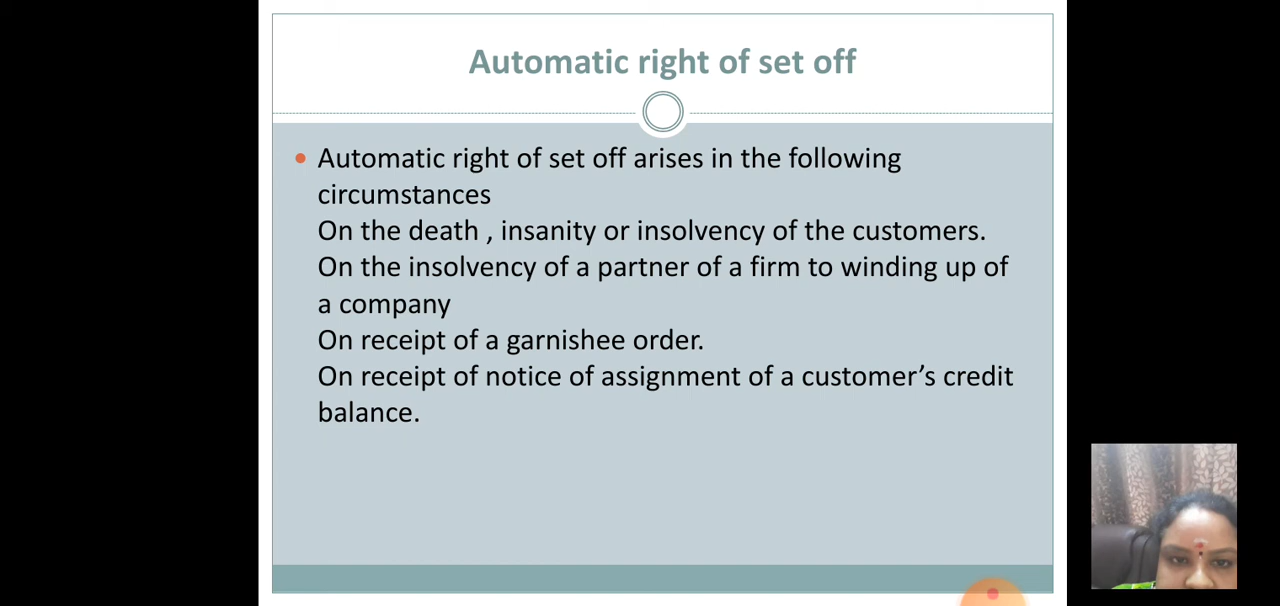 Automatic right of set off
Automatic right of set off arises in the following
circumstances
On the death , insanity or insolvency of the customers.
On the insolvency of a partner of a firm to winding up of
a company
On receipt of a garnishee order.
On receipt of notice of assignment of a customer’s credit
balance.